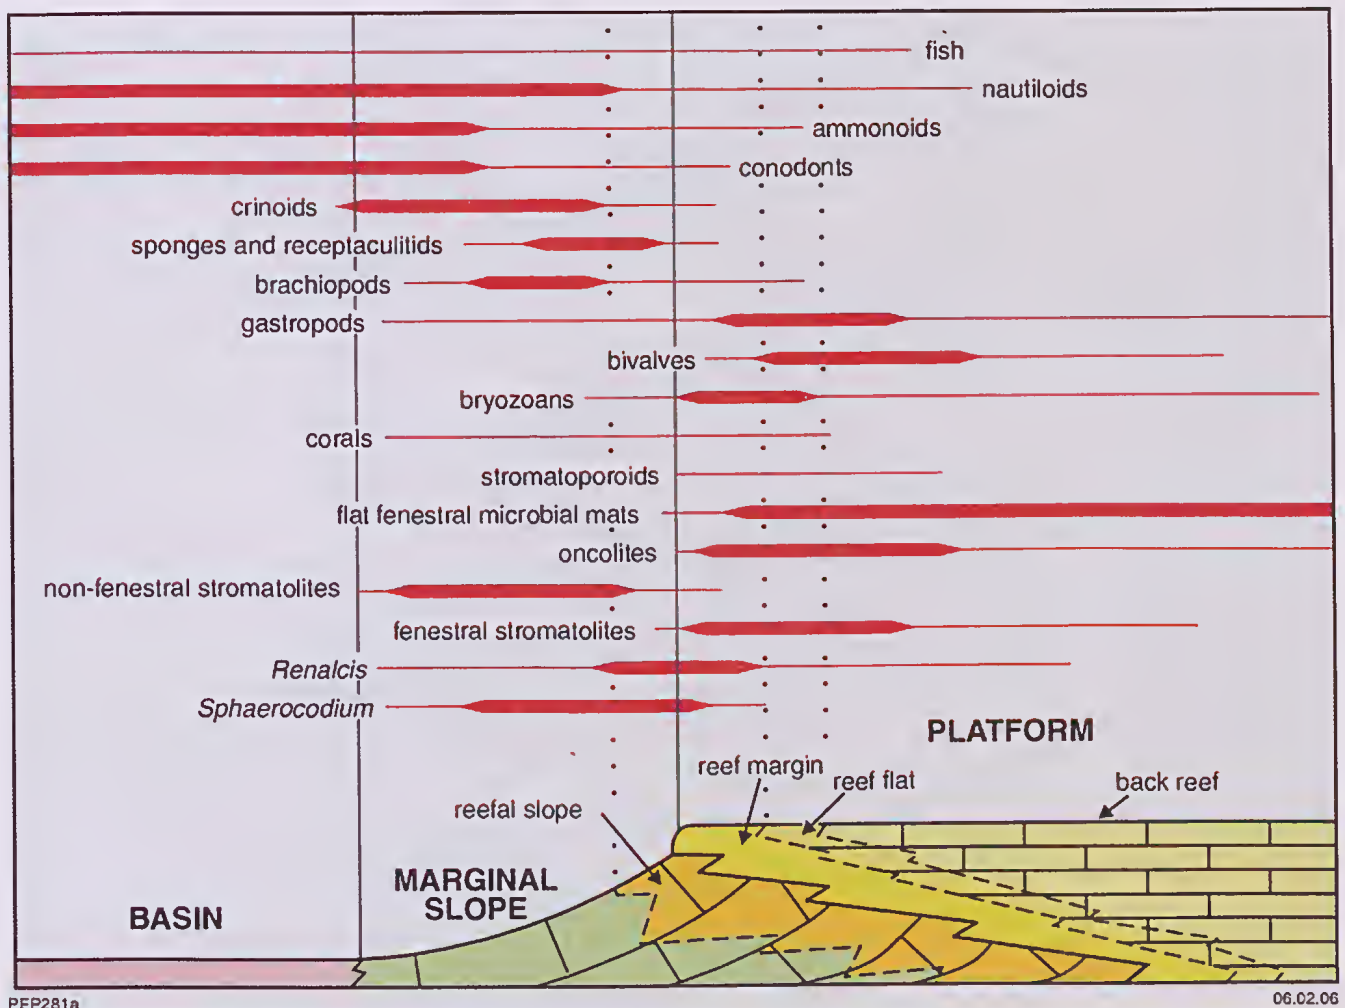 fish
nautiloids
ammonoids
conodonts
crinoids
sponges and receptaculitids
brachiopods
gastropods
bivalves
bryozoans
corals
stromatoporoids
flat fenestral microbial mats
oncolites
non-fenestral stromatolites
fenestral stromatolites
Renalcis
Sphaerocodium
PLATFORM
reef margin
reef flat
back reef
reefal slope
MARGINAL
SLOPE
BASIN
PFP281a
06.02.06